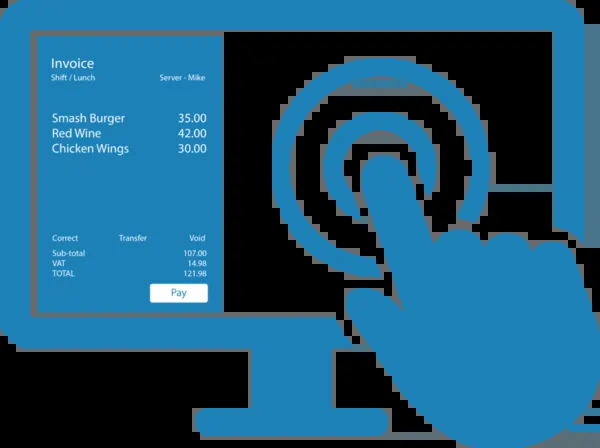 Invoice
Shift / Lunch Server - Mike
Smash Burger 35.00
Red Wine 42.00
Chicken Wings 30.00
Correct Transfer Void
Sub-total 107.00
VAT 14.98
TOTAL 121.98
Pay